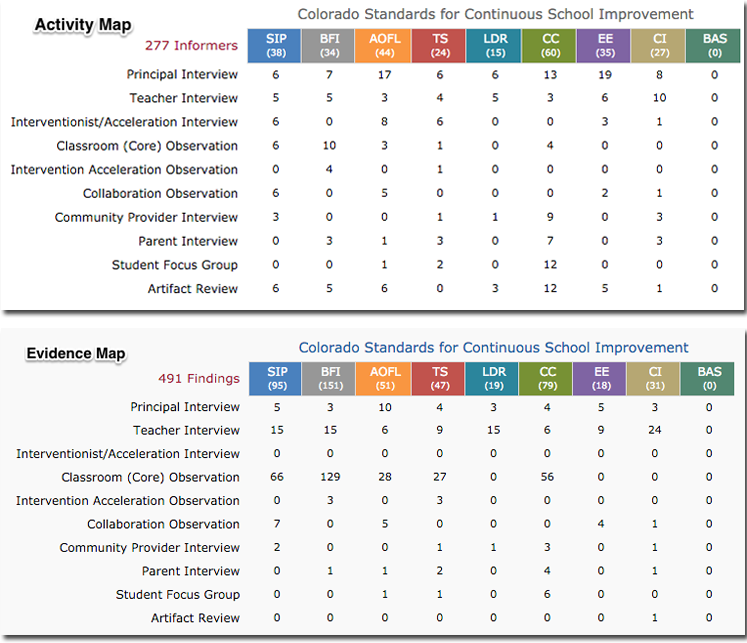 Activity Map
Colorado Standards for Continuous School Improvement
277 Informers
SIP (38) BFI (34) AOFL (44) TS (24) LDR (15) CC (60) EE (35) CI (27) BAS (0)
Principal Interview 6 7 17 6 6 13 19 8 0
Teacher Interview 5 5 3 4 5 3 6 10 0
Interventionist/Acceleration Interview 6 0 8 6 0 0 3 1 0
Classroom (Core) Observation 6 10 3 1 0 4 0 0 0
Intervention Acceleration Observation 0 4 0 1 0 0 0 0 0
Collaboration Observation 6 0 5 0 0 0 2 1 0
Community Provider Interview 3 0 0 1 1 9 0 3 0
Parent Interview 0 3 1 3 0 7 0 3 0
Student Focus Group 0 0 1 2 0 12 0 0 0
Artifact Review 6 5 6 0 3 12 5 1 0
Evidence Map
Colorado Standards for Continuous School Improvement
491 Findings
SIP (95) BFI (151) AOFL (51) TS (47) LDR (19) CC (79) EE (18) CI (31) BAS (0)
Principal Interview 5 3 10 4 3 4 5 3 0
Teacher Interview 15 15 6 9 15 6 9 24 0
Interventionist/Acceleration Interview 0 0 0 0 0 0 0 0 0
Classroom (Core) Observation 66 129 28 27 0 56 0 0 0
Intervention Acceleration Observation 0 3 0 3 0 0 0 0 0
Collaboration Observation 7 0 5 0 0 0 4 1 0
Community Provider Interview 2 0 0 1 1 3 0 1 0
Parent Interview 0 1 1 2 0 4 0 1 0
Student Focus Group 0 0 1 1 0 6 0 0 0
Artifact Review 0 0 0 0 0 0 0 1 0